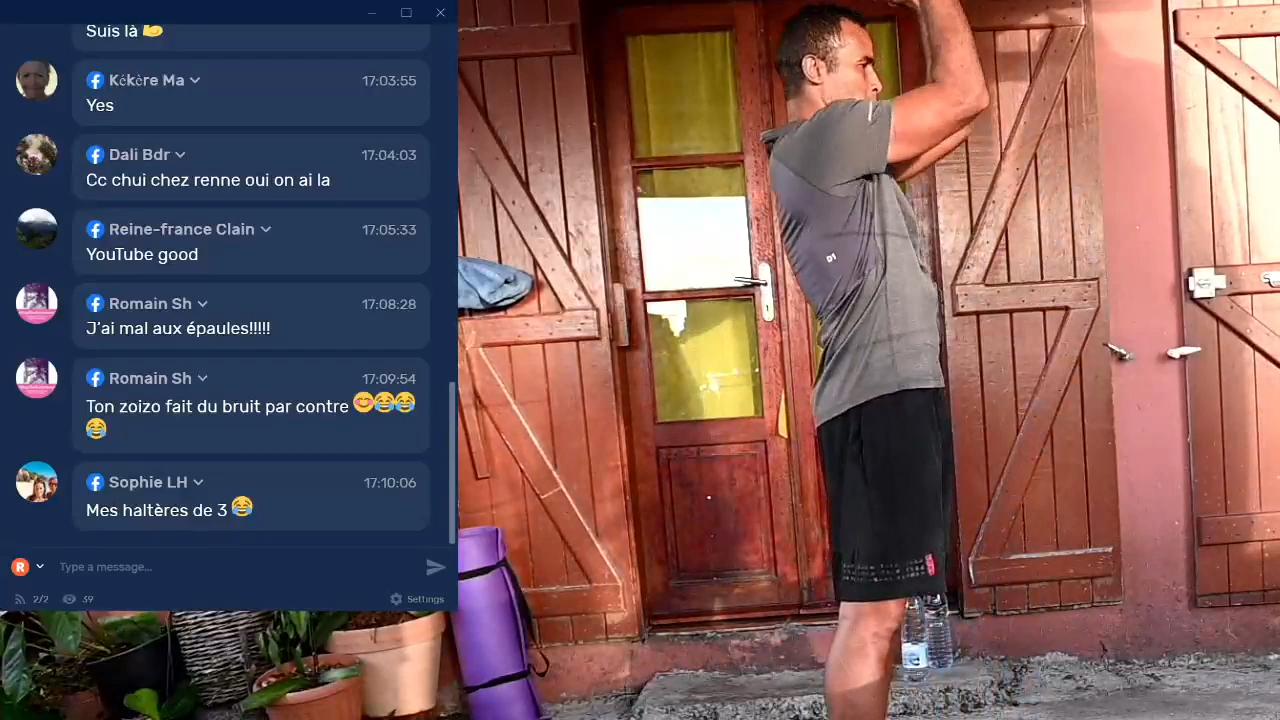 Suis là 💪
Kékère Ma
17:03:55
Yes
Dali Bdr
17:04:03
Cc chui chez renne oui on ai la
Reine-france Clain
17:05:33
YouTube good
Romain Sh
17:08:28
J'ai mal aux épaules!!!!!
Romain Sh
17:09:54
Ton zoizo fait du bruit par contre 😋😂😂
😂
Sophie LH
17:10:06
Mes haltères de 3 😂
R
Type a message...
2/2
39
Settings